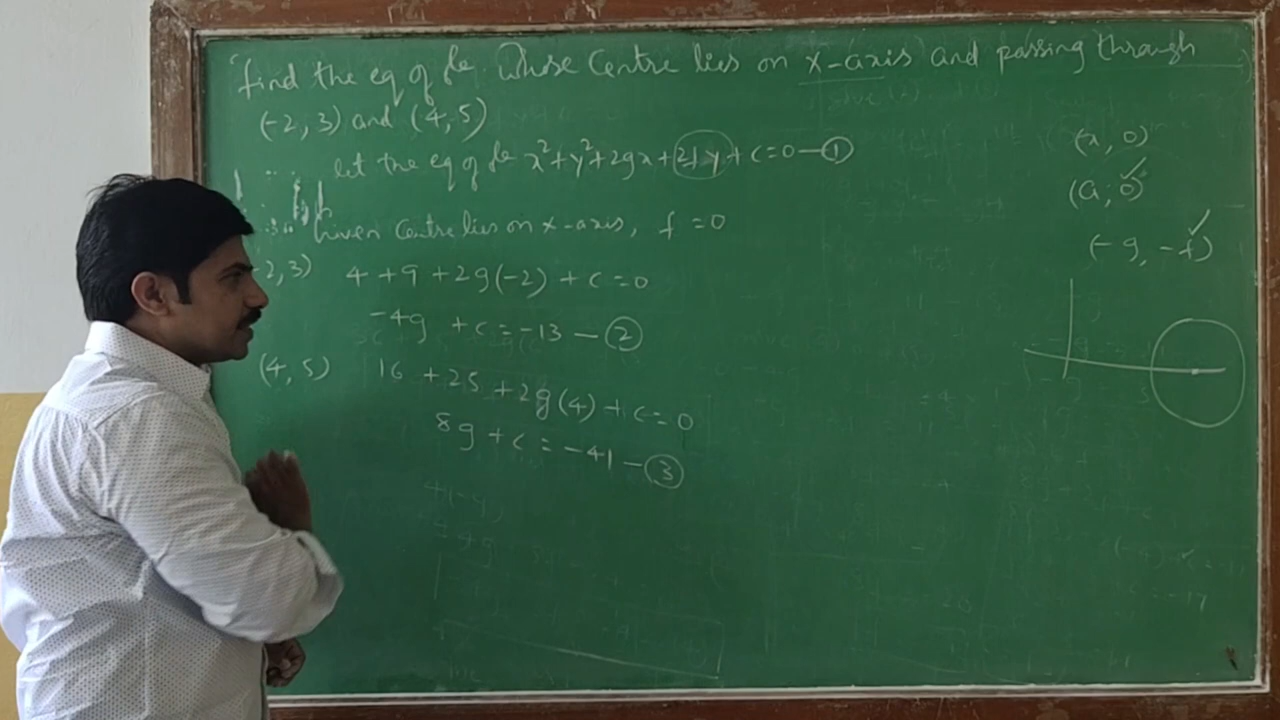 find the eq of le whose centre lies on x-axis and passing through
(-2, 3) and (4, 5)
let the eq of le x²+y²+2gx+2fy+c=0—①
Given centre lies on x-axis, f = 0
2, 3) 4 + 9 + 2g(-2) + c=0
-4g + c = -13 — ②
(4, 5) 16 + 25 + 2g(4) + c=0
8g + c = -41 — ③
(x, 0)
(a, 0)
(-g, -f)